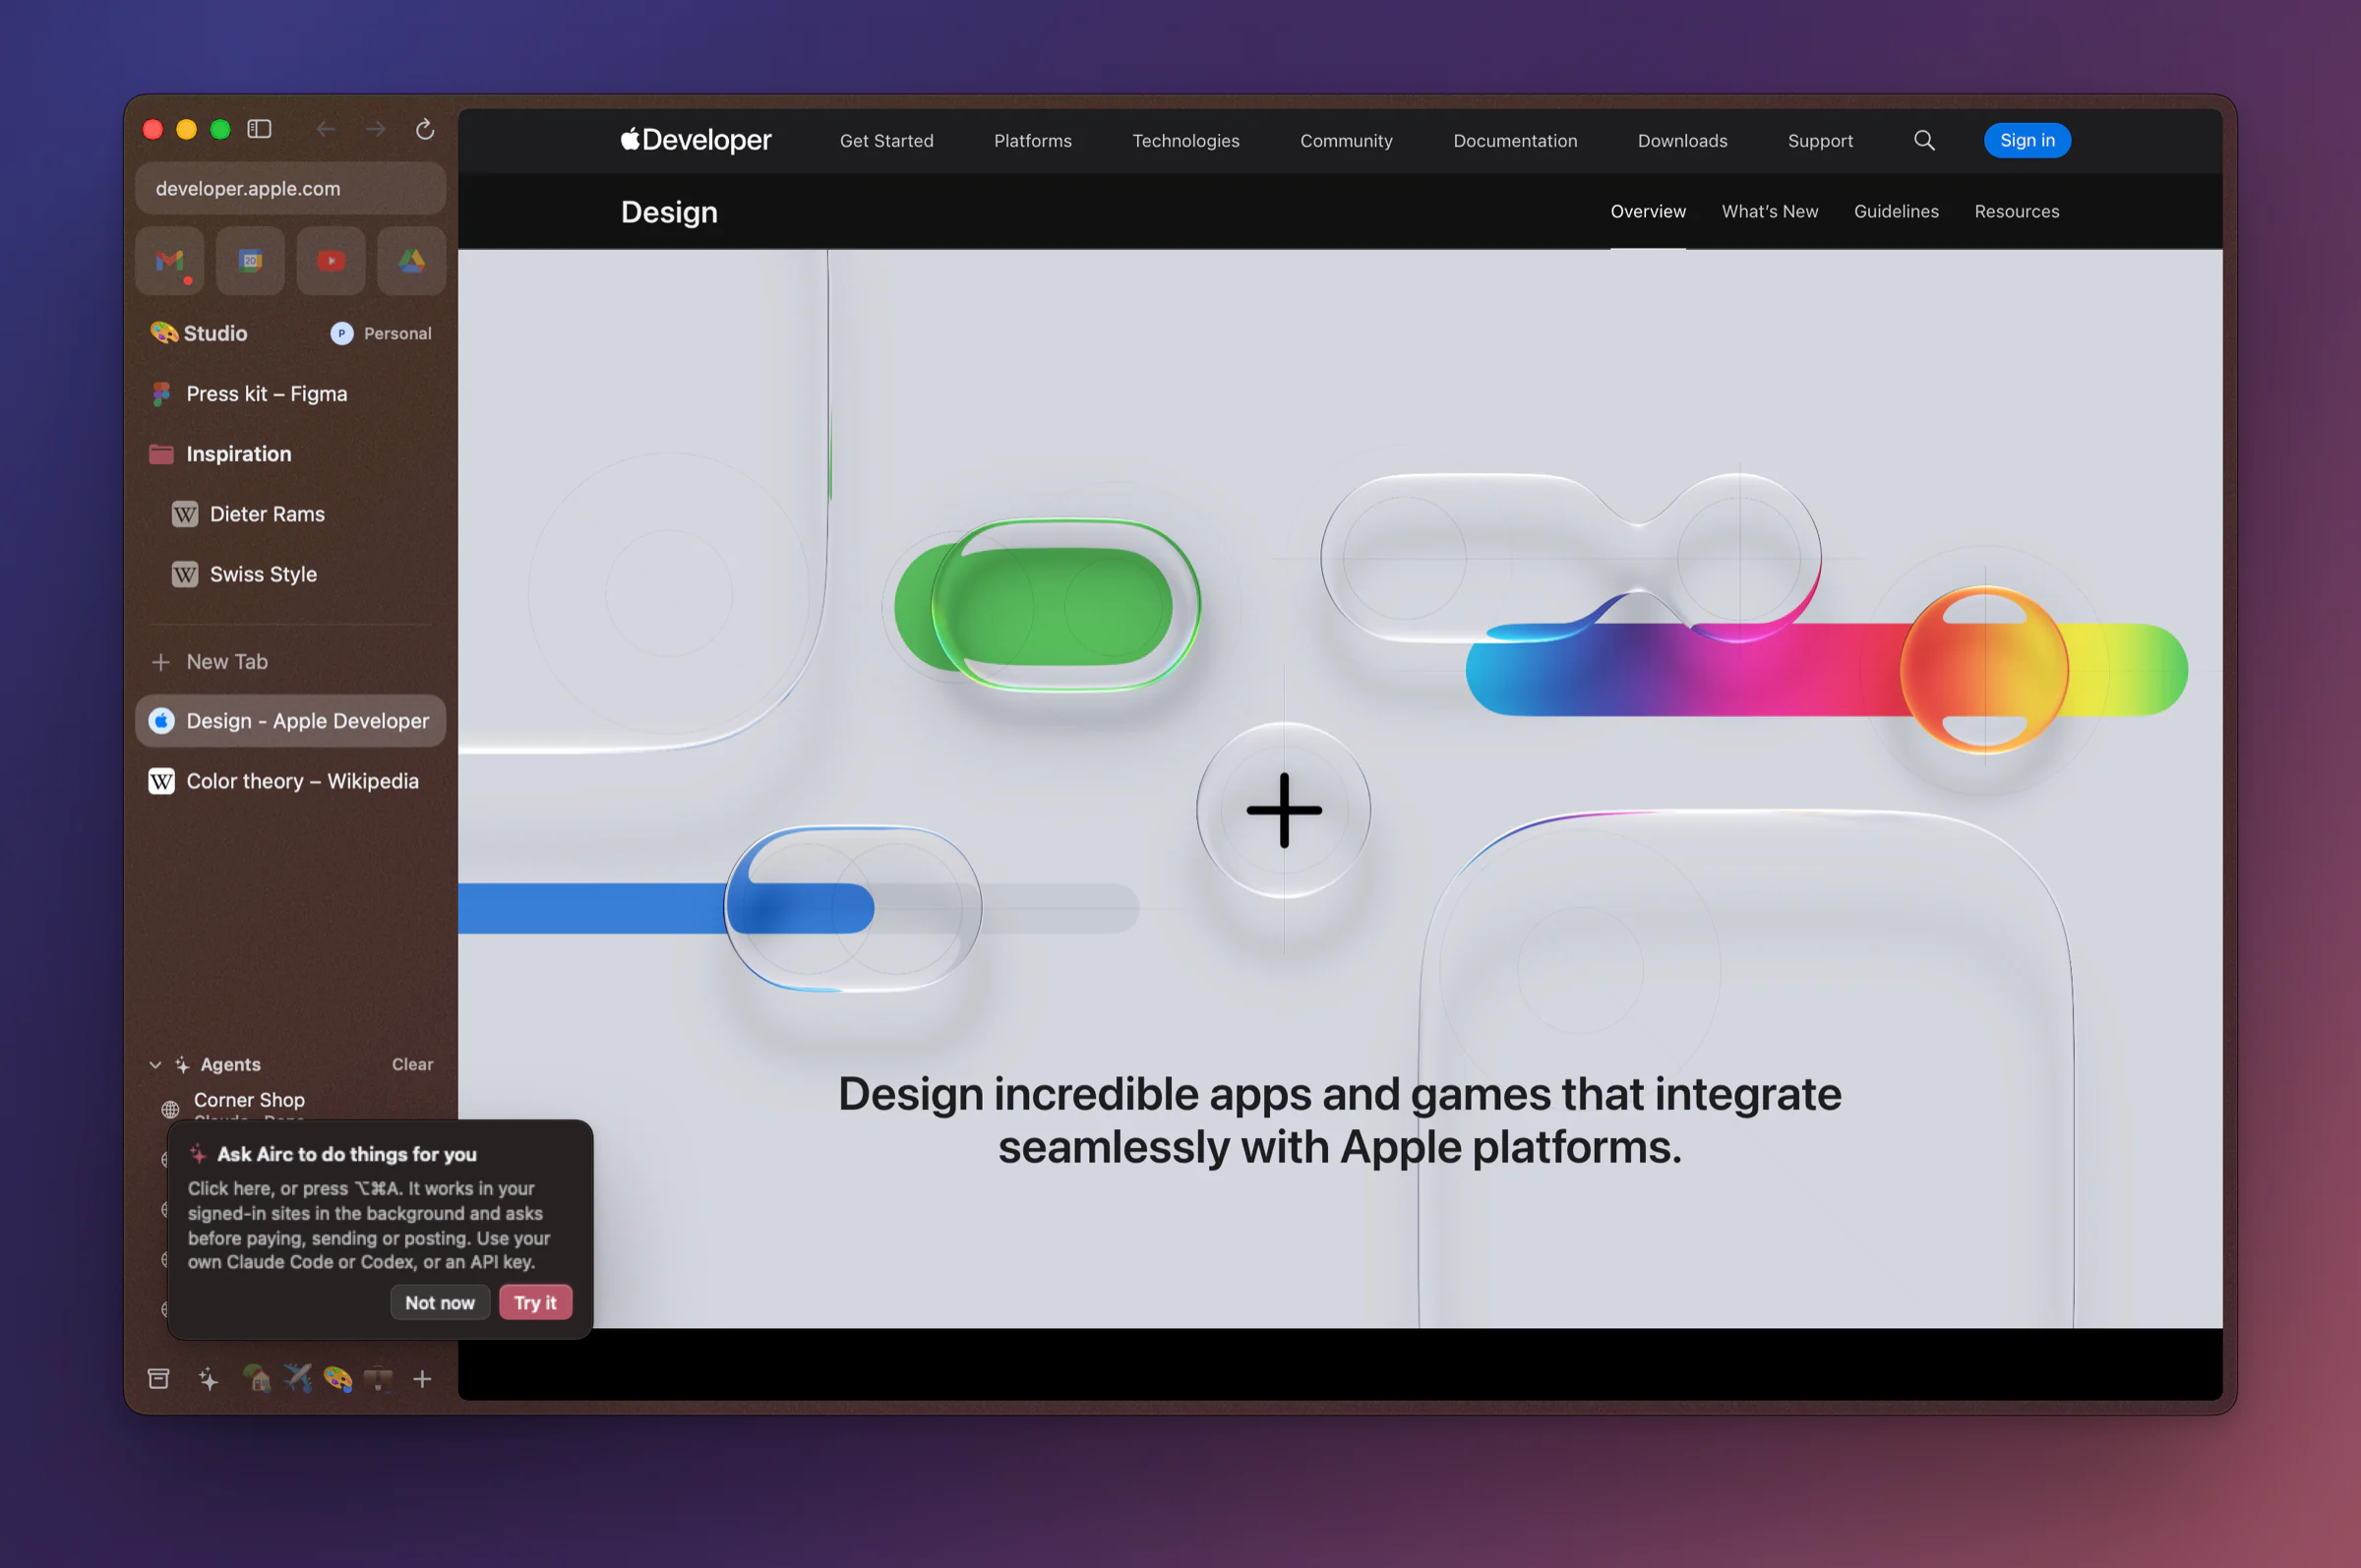 developer.apple.com
20
Studio
P Personal
Press kit – Figma
Inspiration
W Dieter Rams
W Swiss Style
New Tab
Design - Apple Developer
W Color theory – Wikipedia
Agents Clear
Corner Shop
Ask Airc to do things for you
Click here, or press ⌥⌘A. It works in your
signed-in sites in the background and asks
before paying, sending or posting. Use your
own Claude Code or Codex, or an API key.
Not now Try it
Developer Get Started Platforms Technologies Community Documentation Downloads Support Sign in
Design Overview What's New Guidelines Resources
Design incredible apps and games that integrate
seamlessly with Apple platforms.